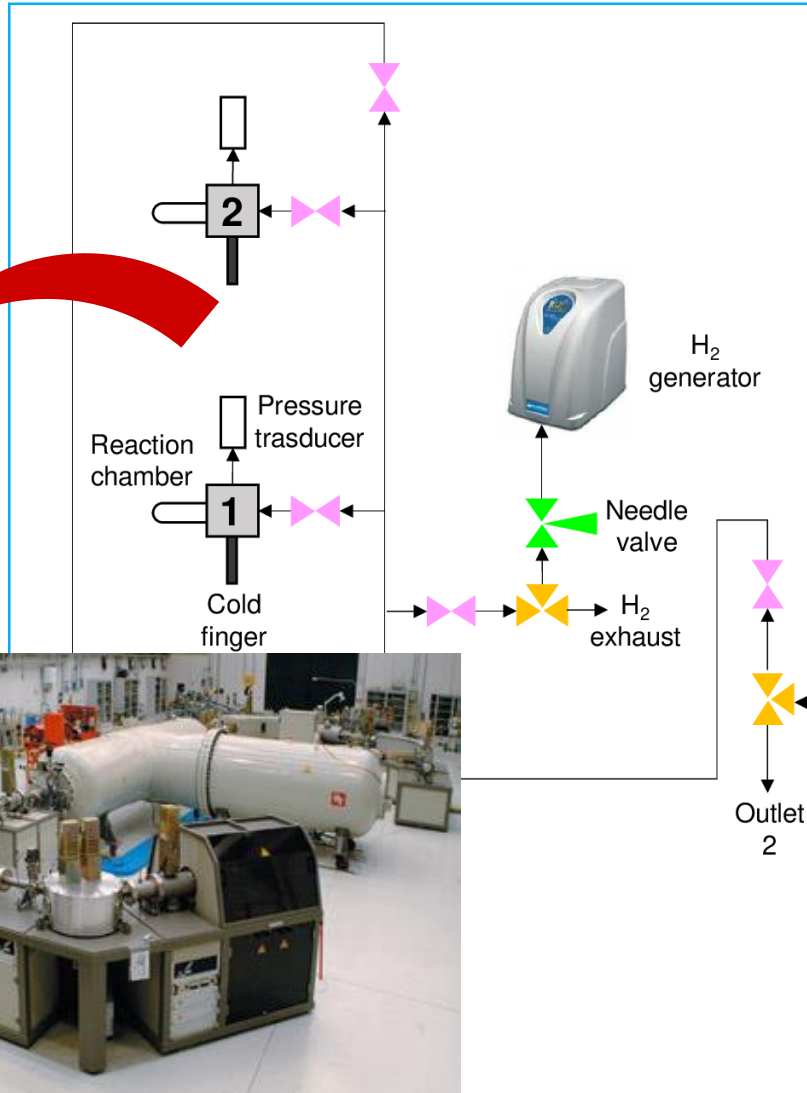 2
Pressure
trasducer
Reaction
chamber
1
Cold
finger
H₂
generator
Needle
valve
H₂
exhaust
Outlet
2